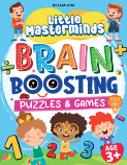 Little
Masterminds
BRAIN
BOOSTING
PUZZLES & GAMES
AGE
3+